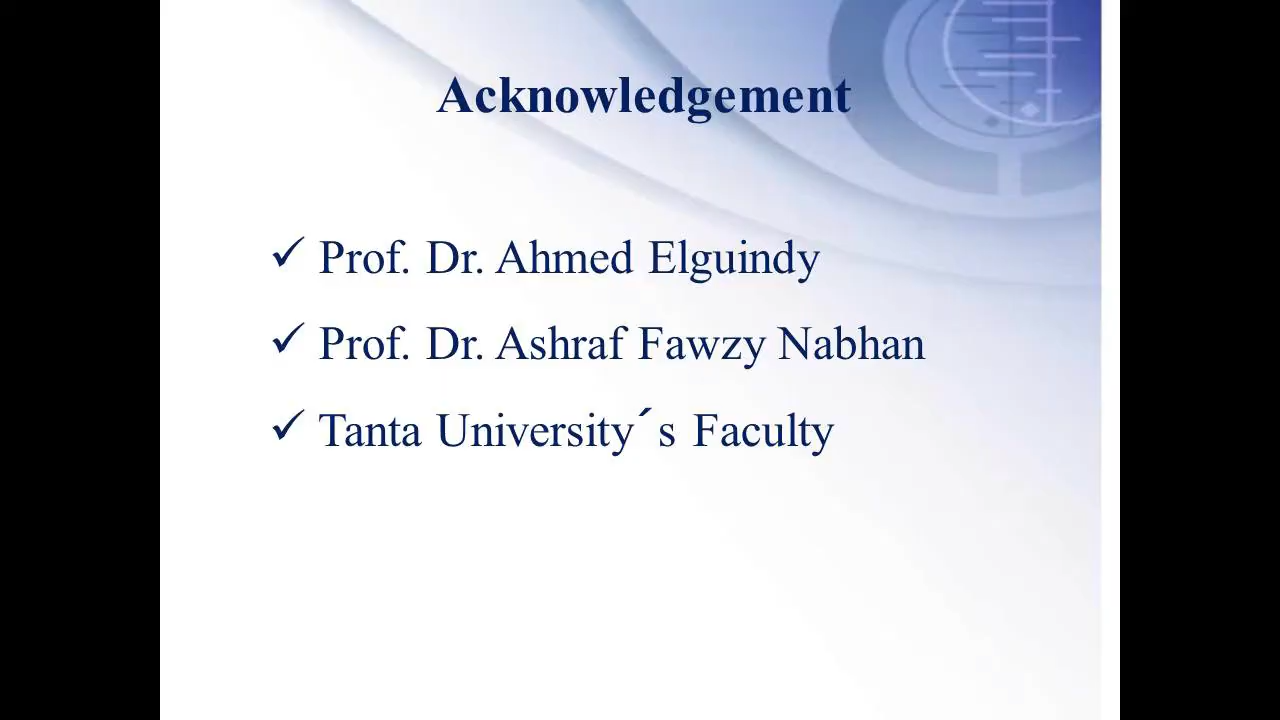 Acknowledgement
✓ Prof. Dr. Ahmed Elguindy
✓ Prof. Dr. Ashraf Fawzy Nabhan
✓ Tanta University´s Faculty